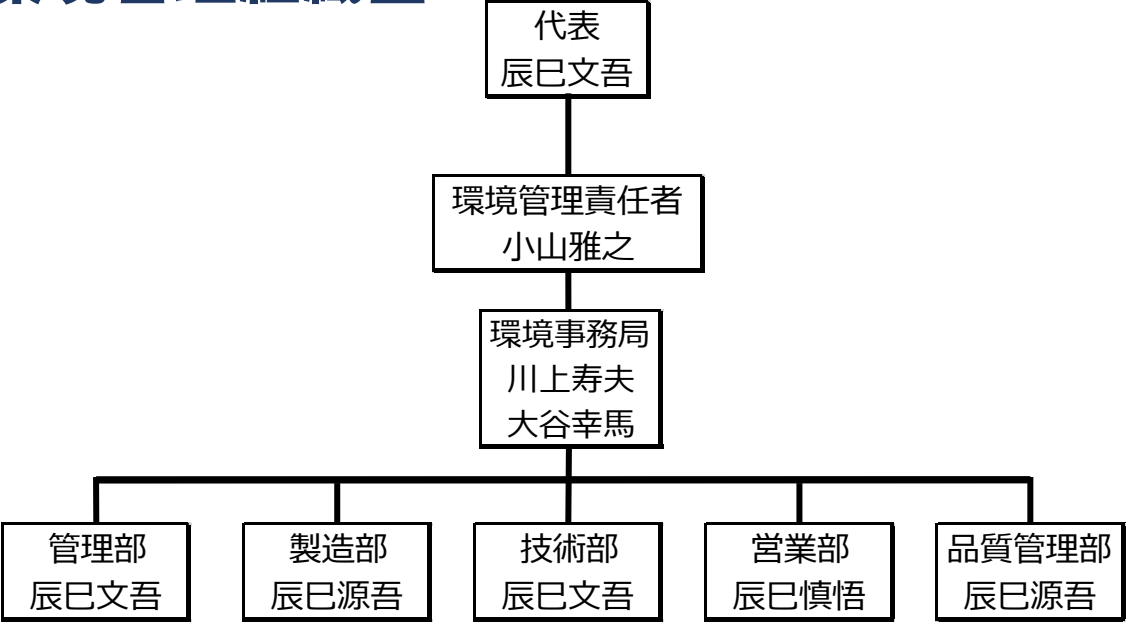 代表
辰巳文吾
環境管理責任者
小山雅之
環境事務局
川上寿夫
大谷幸馬
管理部
辰巳文吾
製造部
辰巳源吾
技術部
辰巳文吾
営業部
辰巳慎悟
品質管理部
辰巳源吾